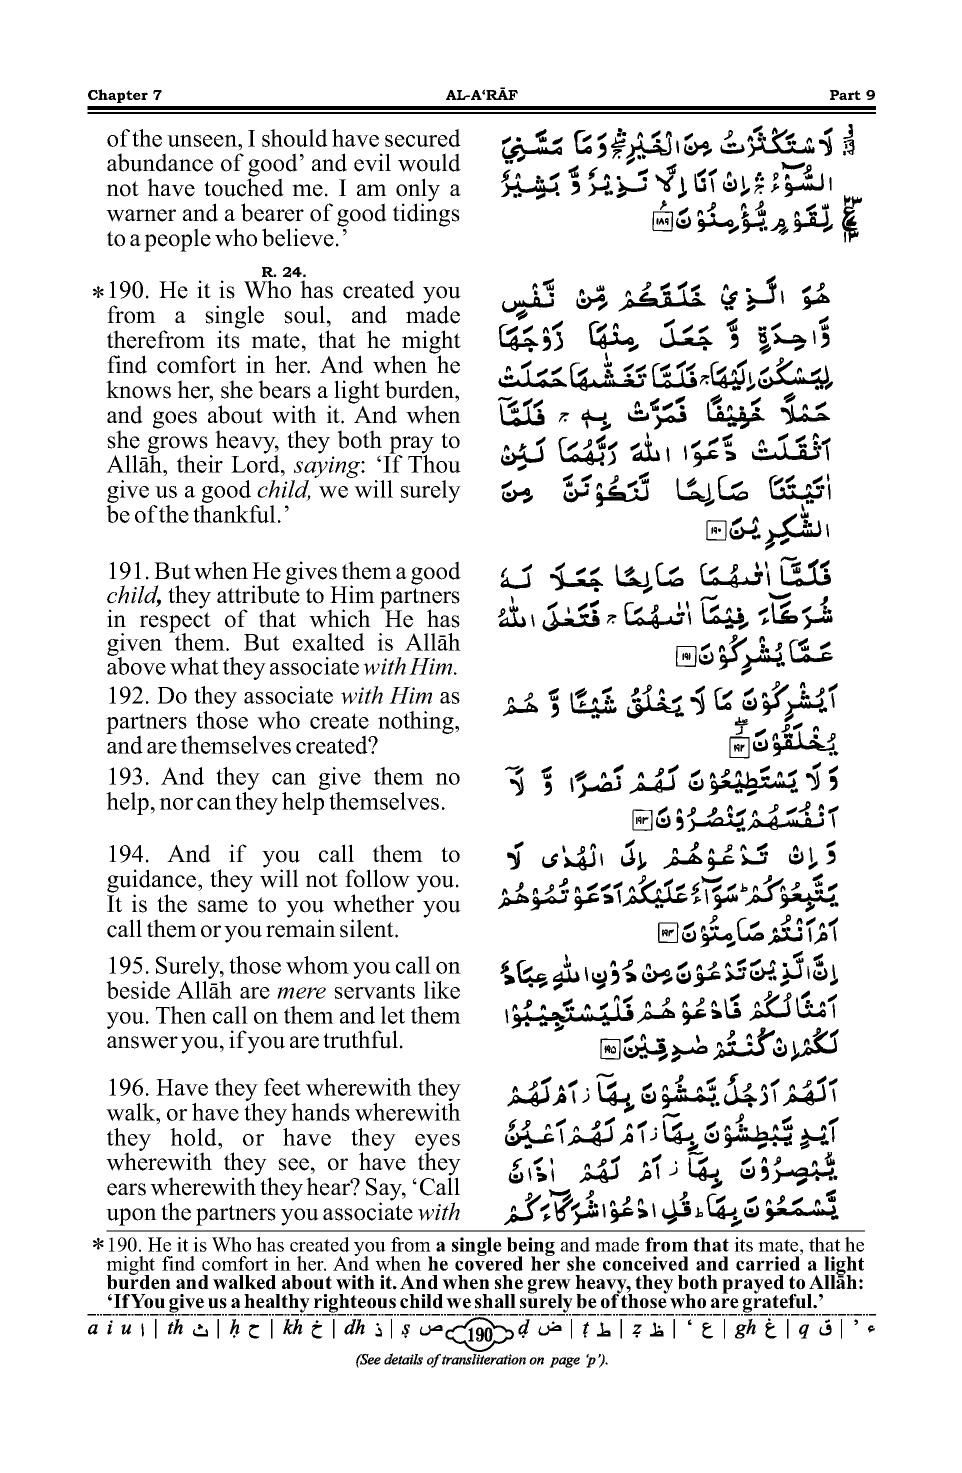 Chapter 7 AL-A‘RĀF Part 9
of the unseen, I should have secured
abundance of good’ and evil would
not have touched me. I am only a
warner and a bearer of good tidings
to a people who believe.’
R. 24.
*190. He it is Who has created you
from a single soul, and made
therefrom its mate, that he might
find comfort in her. And when he
knows her, she bears a light burden,
and goes about with it. And when
she grows heavy, they both pray to
Allāh, their Lord, saying: ‘If Thou
give us a good child, we will surely
be of the thankful.’
191. But when He gives them a good
child, they attribute to Him partners
in respect of that which He has
given them. But exalted is Allāh
above what they associate with Him.
192. Do they associate with Him as
partners those who create nothing,
and are themselves created?
193. And they can give them no
help, nor can they help themselves.
194. And if you call them to
guidance, they will not follow you.
It is the same to you whether you
call them or you remain silent.
195. Surely, those whom you call on
beside Allāh are mere servants like
you. Then call on them and let them
answer you, if you are truthful.
196. Have they feet wherewith they
walk, or have they hands wherewith
they hold, or have they eyes
wherewith they see, or have they
ears wherewith they hear? Say, ‘Call
upon the partners you associate with
لَاسْتَكْثَرْتُ مِنَ الْخَيْرِ ۛۚ وَمَا مَسَّنِيَ
السُّوْٓءُ ۛۚ اِنْ اَنَا اِلَّا نَذِيْرٌ وَّ بَشِيْرٌ
لِّقَوْمٍ يُّؤْمِنُوْنَ ۱۸۹
هُوَ الَّذِيْ خَلَقَكُمْ مِّنْ نَّفْسٍ
وَّاحِدَةٍ وَّ جَعَلَ مِنْهَا زَوْجَهَا
لِيَسْكُنَ اِلَيْهَا ۚ فَلَمَّا تَغَشّٰىهَا حَمَلَتْ
حَمْلًا خَفِيْفًا فَمَرَّتْ بِهٖ ۚ فَلَمَّاۤ
اَثْقَلَتْ دَّعَوَا اللّٰهَ رَبَّهُمَا لَئِنْ
اٰتَيْتَنَا صَالِحًا لَّنَكُوْنَنَّ مِنَ
الشّٰكِرِيْنَ ۱۹۰
فَلَمَّاۤ اٰتٰىهُمَا صَالِحًا جَعَلَا لَهٗ
شُرَكَآءَ فِيْمَاۤ اٰتٰىهُمَا ۚ فَتَعٰلَى اللّٰهُ
عَمَّا يُشْرِكُوْنَ ۱۹۱
اَيُشْرِكُوْنَ مَا لَا يَخْلُقُ شَيْئًا وَّ هُمْ
يُخْلَقُوْنَ ۱۹۲
وَلَا يَسْتَطِيْعُوْنَ لَهُمْ نَصْرًا وَّ لَاۤ
اَنْفُسَهُمْ يَنْصُرُوْنَ ۱۹۳
وَاِنْ تَدْعُوْهُمْ اِلَى الْهُدٰى لَا
يَتَّبِعُوْكُمْ ؕ سَوَآءٌ عَلَيْكُمْ اَدَعَوْتُمُوْهُمْ
اَمْ اَنْتُمْ صَامِتُوْنَ ۱۹۴
اِنَّ الَّذِيْنَ تَدْعُوْنَ مِنْ دُوْنِ اللّٰهِ عِبَادٌ
اَمْثَالُكُمْ فَادْعُوْهُمْ فَلْيَسْتَجِيْبُوْا
لَكُمْ اِنْ كُنْتُمْ صٰدِقِيْنَ ۱۹۵
اَلَهُمْ اَرْجُلٌ يَّمْشُوْنَ بِهَاۤ ۫ اَمْ لَهُمْ
اَيْدٍ يَّبْطِشُوْنَ بِهَاۤ ۫ اَمْ لَهُمْ اَعْيُنٌ
يُّبْصِرُوْنَ بِهَاۤ ۫ اَمْ لَهُمْ اٰذَانٌ
يَّسْمَعُوْنَ بِهَا ؕ قُلِ ادْعُوْا شُرَكَآءَكُمْ
*190. He it is Who has created you from a single being and made from that its mate, that he
might find comfort in her. And when he covered her she conceived and carried a light
burden and walked about with it. And when she grew heavy, they both prayed to Allāh:
‘If You give us a healthy righteous child we shall surely be of those who are grateful.’
a i u ا | th ث | ḥ ح | kh خ | dh ذ | ṣ ص 190 ḍ ض | ṭ ط | ẓ ظ | ‘ ع | gh غ | q ق | ’ ء
(See details of transliteration on page ‘p’).